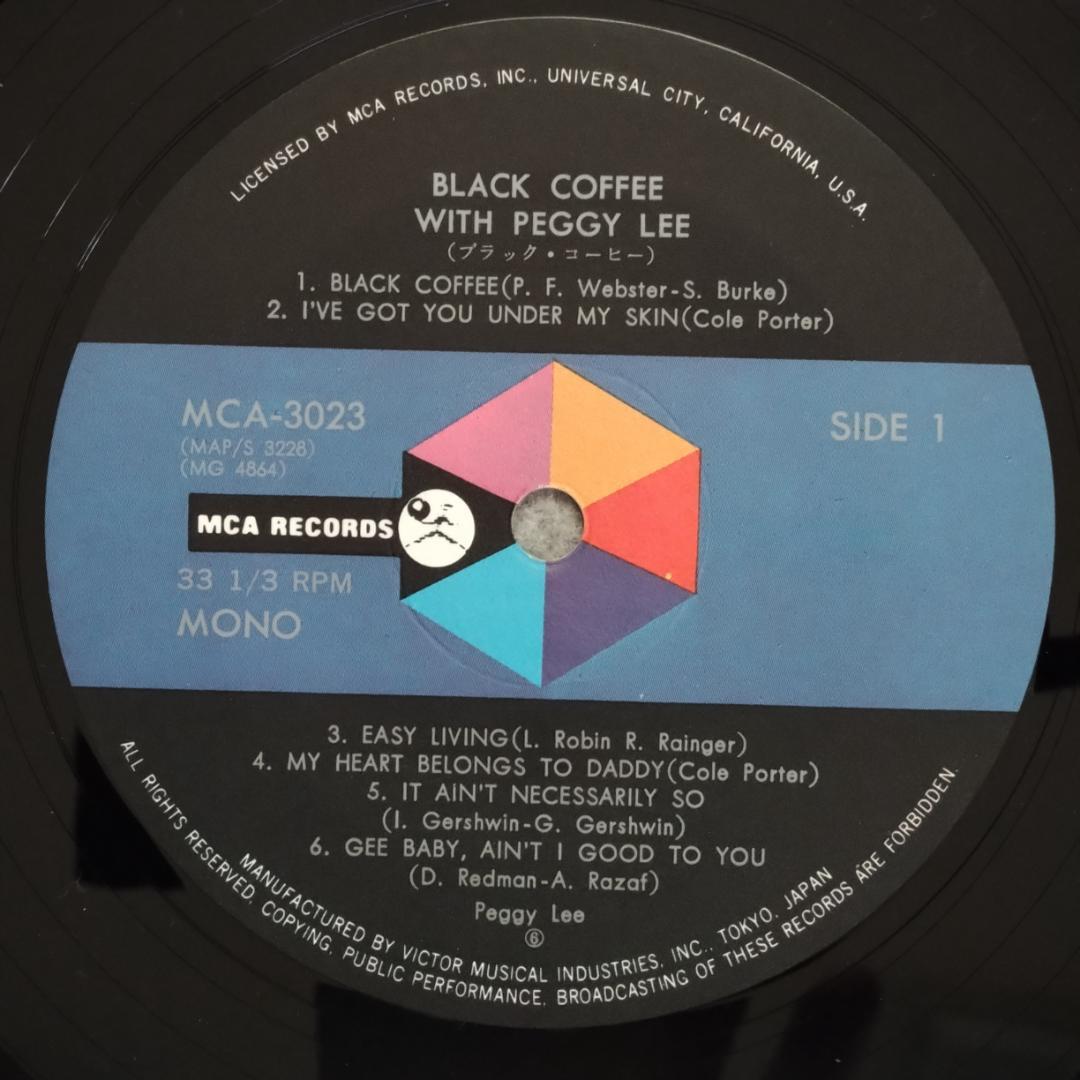 LICENSED BY MCA RECORDS, INC., UNIVERSAL CITY, CALIFORNIA, U.S.A.
BLACK COFFEE
WITH PEGGY LEE
(ブラック・コーヒー)
1. BLACK COFFEE(P. F. Webster-S. Burke)
2. I'VE GOT YOU UNDER MY SKIN(Cole Porter)
MCA-3023
(MAP/S 3228)
(MG 4864)
SIDE 1
MCA RECORDS
33 1/3 RPM
MONO
3. EASY LIVING(L. Robin R. Rainger)
4. MY HEART BELONGS TO DADDY(Cole Porter)
5. IT AIN'T NECESSARILY SO
(I. Gershwin-G. Gershwin)
6. GEE BABY, AIN'T I GOOD TO YOU
(D. Redman-A. Razaf)
Peggy Lee
⑥
MANUFACTURED BY VICTOR MUSICAL INDUSTRIES, INC., TOKYO, JAPAN
ALL RIGHTS RESERVED. COPYING, PUBLIC PERFORMANCE, BROADCASTING OF THESE RECORDS ARE FORBIDDEN.